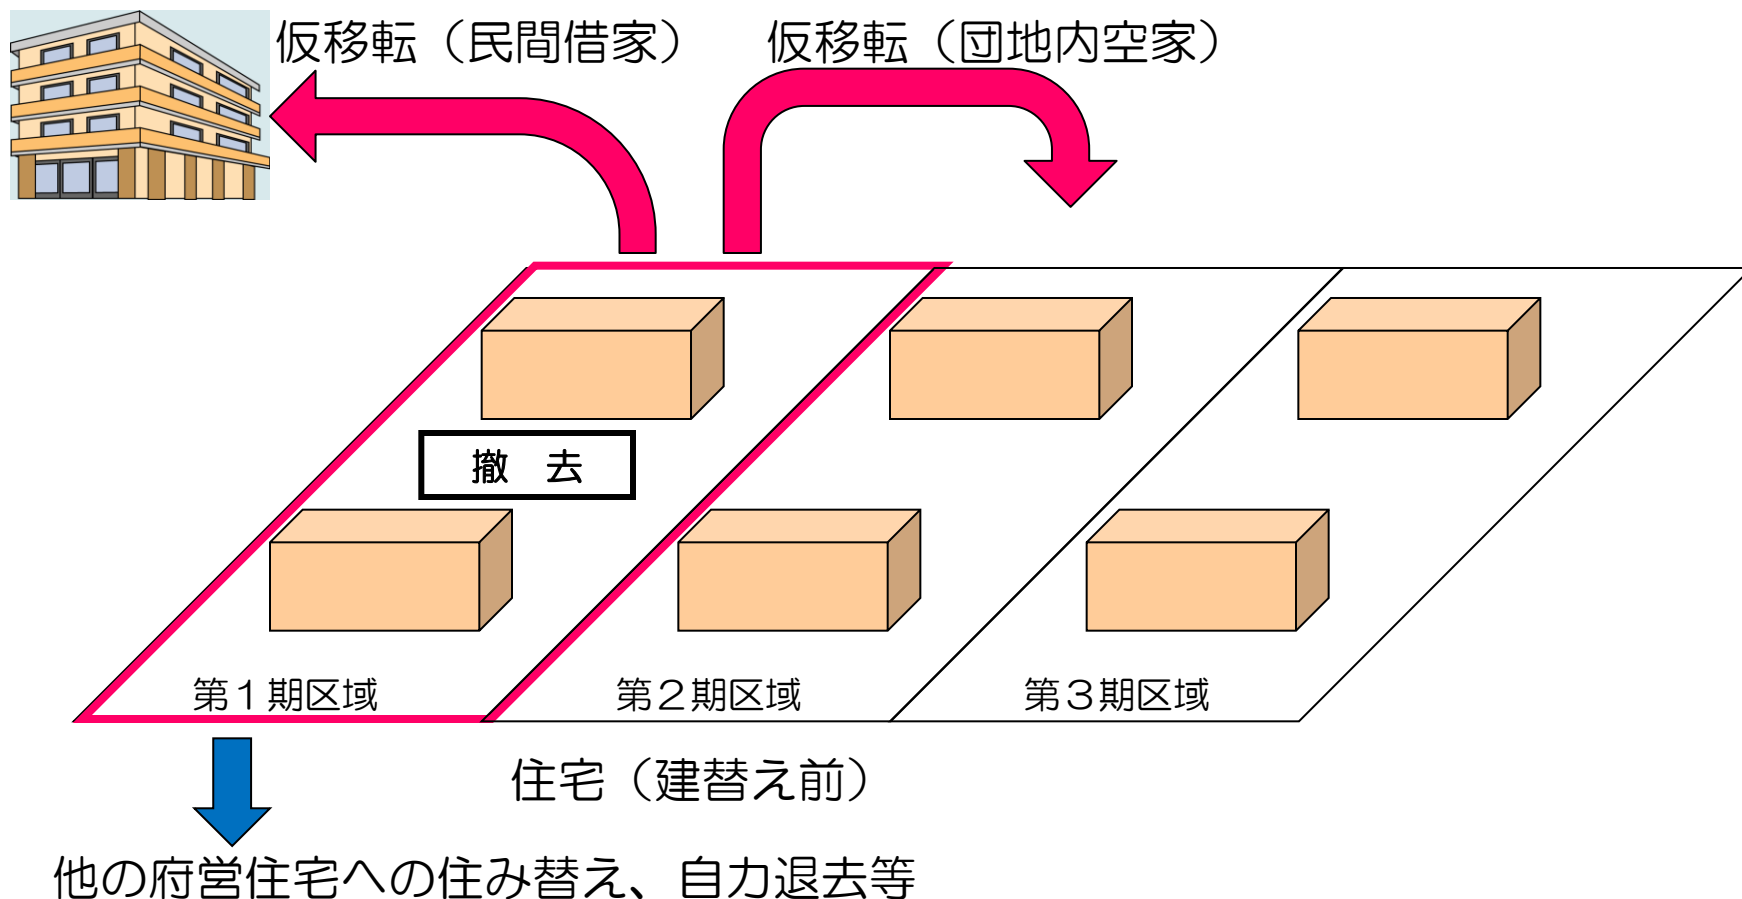 仮移転（民間借家）
仮移転（団地内空家）
撤　去
第１期区域
第２期区域
第３期区域
住宅（建替え前）
他の府営住宅への住み替え、自力退去等